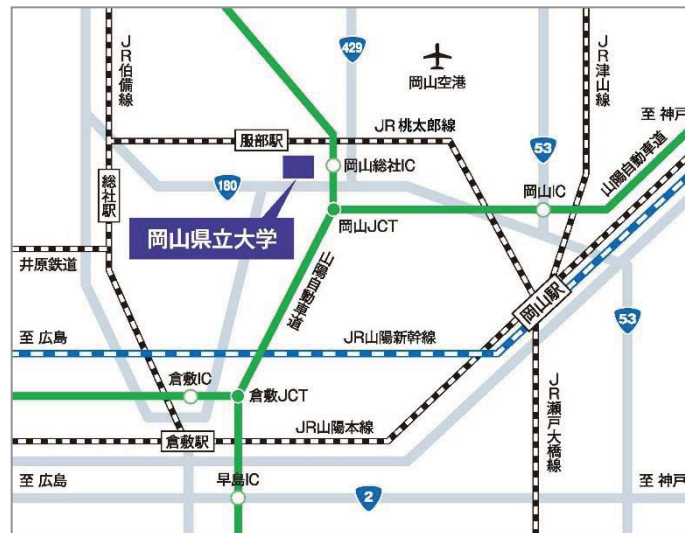 JR伯備線
429
岡山空港
JR津山線
至 神戸
JR桃太郎線
服部駅
岡山総社IC
53
山陽自動車道
総社駅
180
岡山IC
岡山県立大学
岡山JCT
井原鉄道
山陽自動車道
岡山駅
至 広島
JR山陽新幹線
53
倉敷IC
倉敷JCT
JR瀬戸大橋線
JR山陽本線
倉敷駅
至 広島
早島IC
2
至 神戸